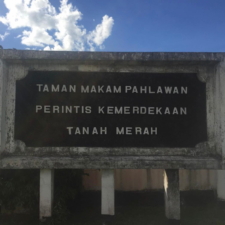 TAMAN MAKAM PAHLAWAN
PERINTIS KEMERDEKAAN
TANAH MERAH